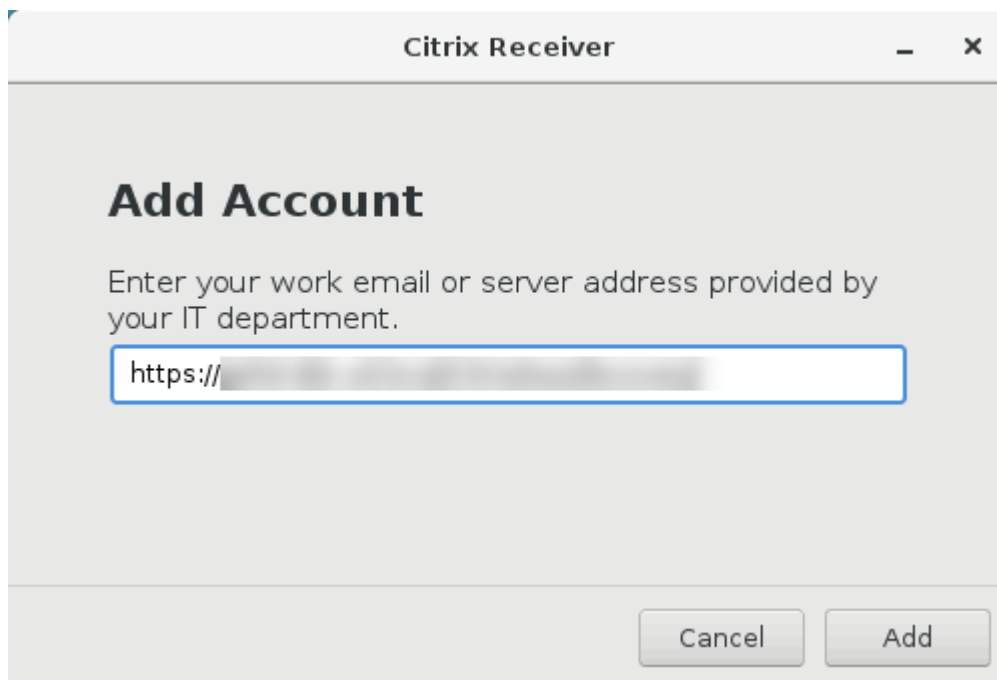 Citrix Receiver
Add Account
Enter your work email or server address provided by
your IT department.
https://
Cancel
Add